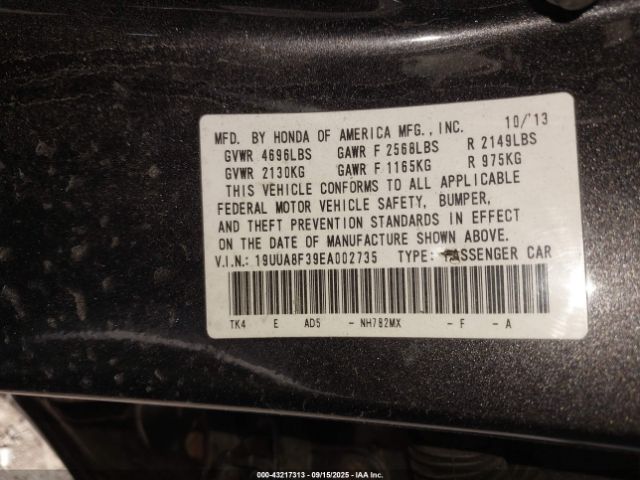 MFD. BY HONDA OF AMERICA MFG., INC. 10/'13
GVWR 4696LBS GAWR F 2568LBS R 2149LBS
GVWR 2130KG GAWR F 1165KG R 975KG
THIS VEHICLE CONFORMS TO ALL APPLICABLE
FEDERAL MOTOR VEHICLE SAFETY, BUMPER,
AND THEFT PREVENTION STANDARDS IN EFFECT
ON THE DATE OF MANUFACTURE SHOWN ABOVE.
V.I.N.: 19UUA8F39EA002735 TYPE: PASSENGER CAR
TK4 E AD5 - NH782MX - F - A
000-43217313 - 09/15/2025 - IAA Inc.